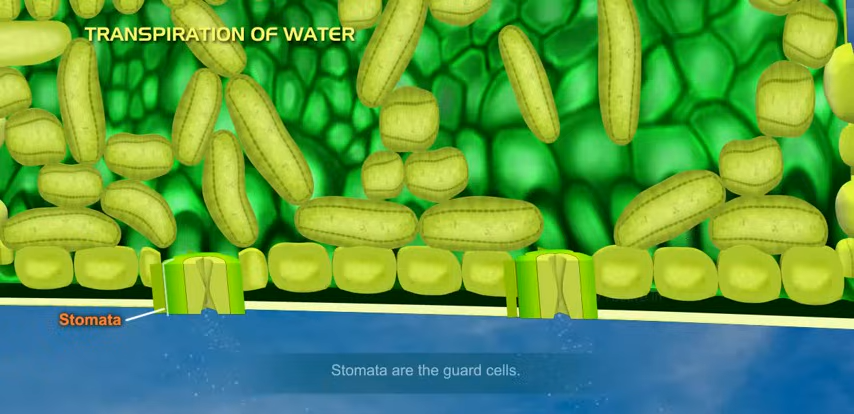 TRANSPIRATION OF WATER
Stomata
Stomata are the guard cells.